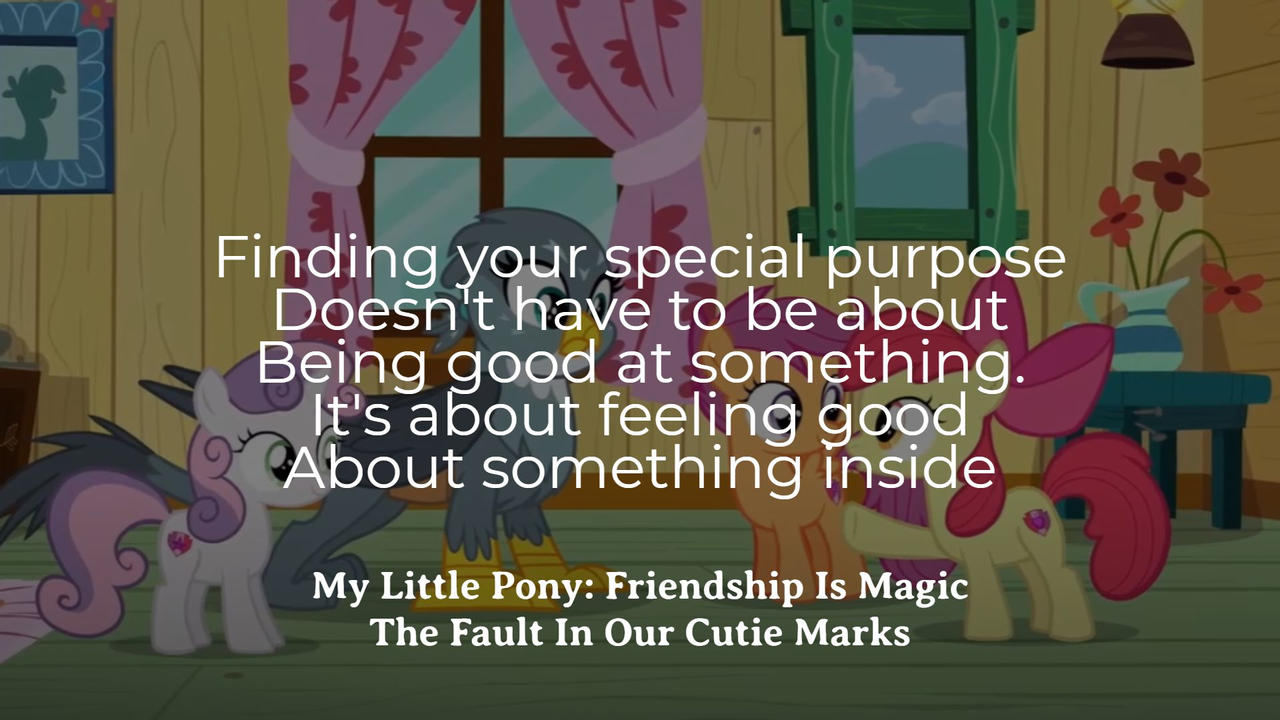 Finding your special purpose
Doesn't have to be about
Being good at something.
It's about feeling good
About something inside
My Little Pony: Friendship Is Magic
The Fault In Our Cutie Marks